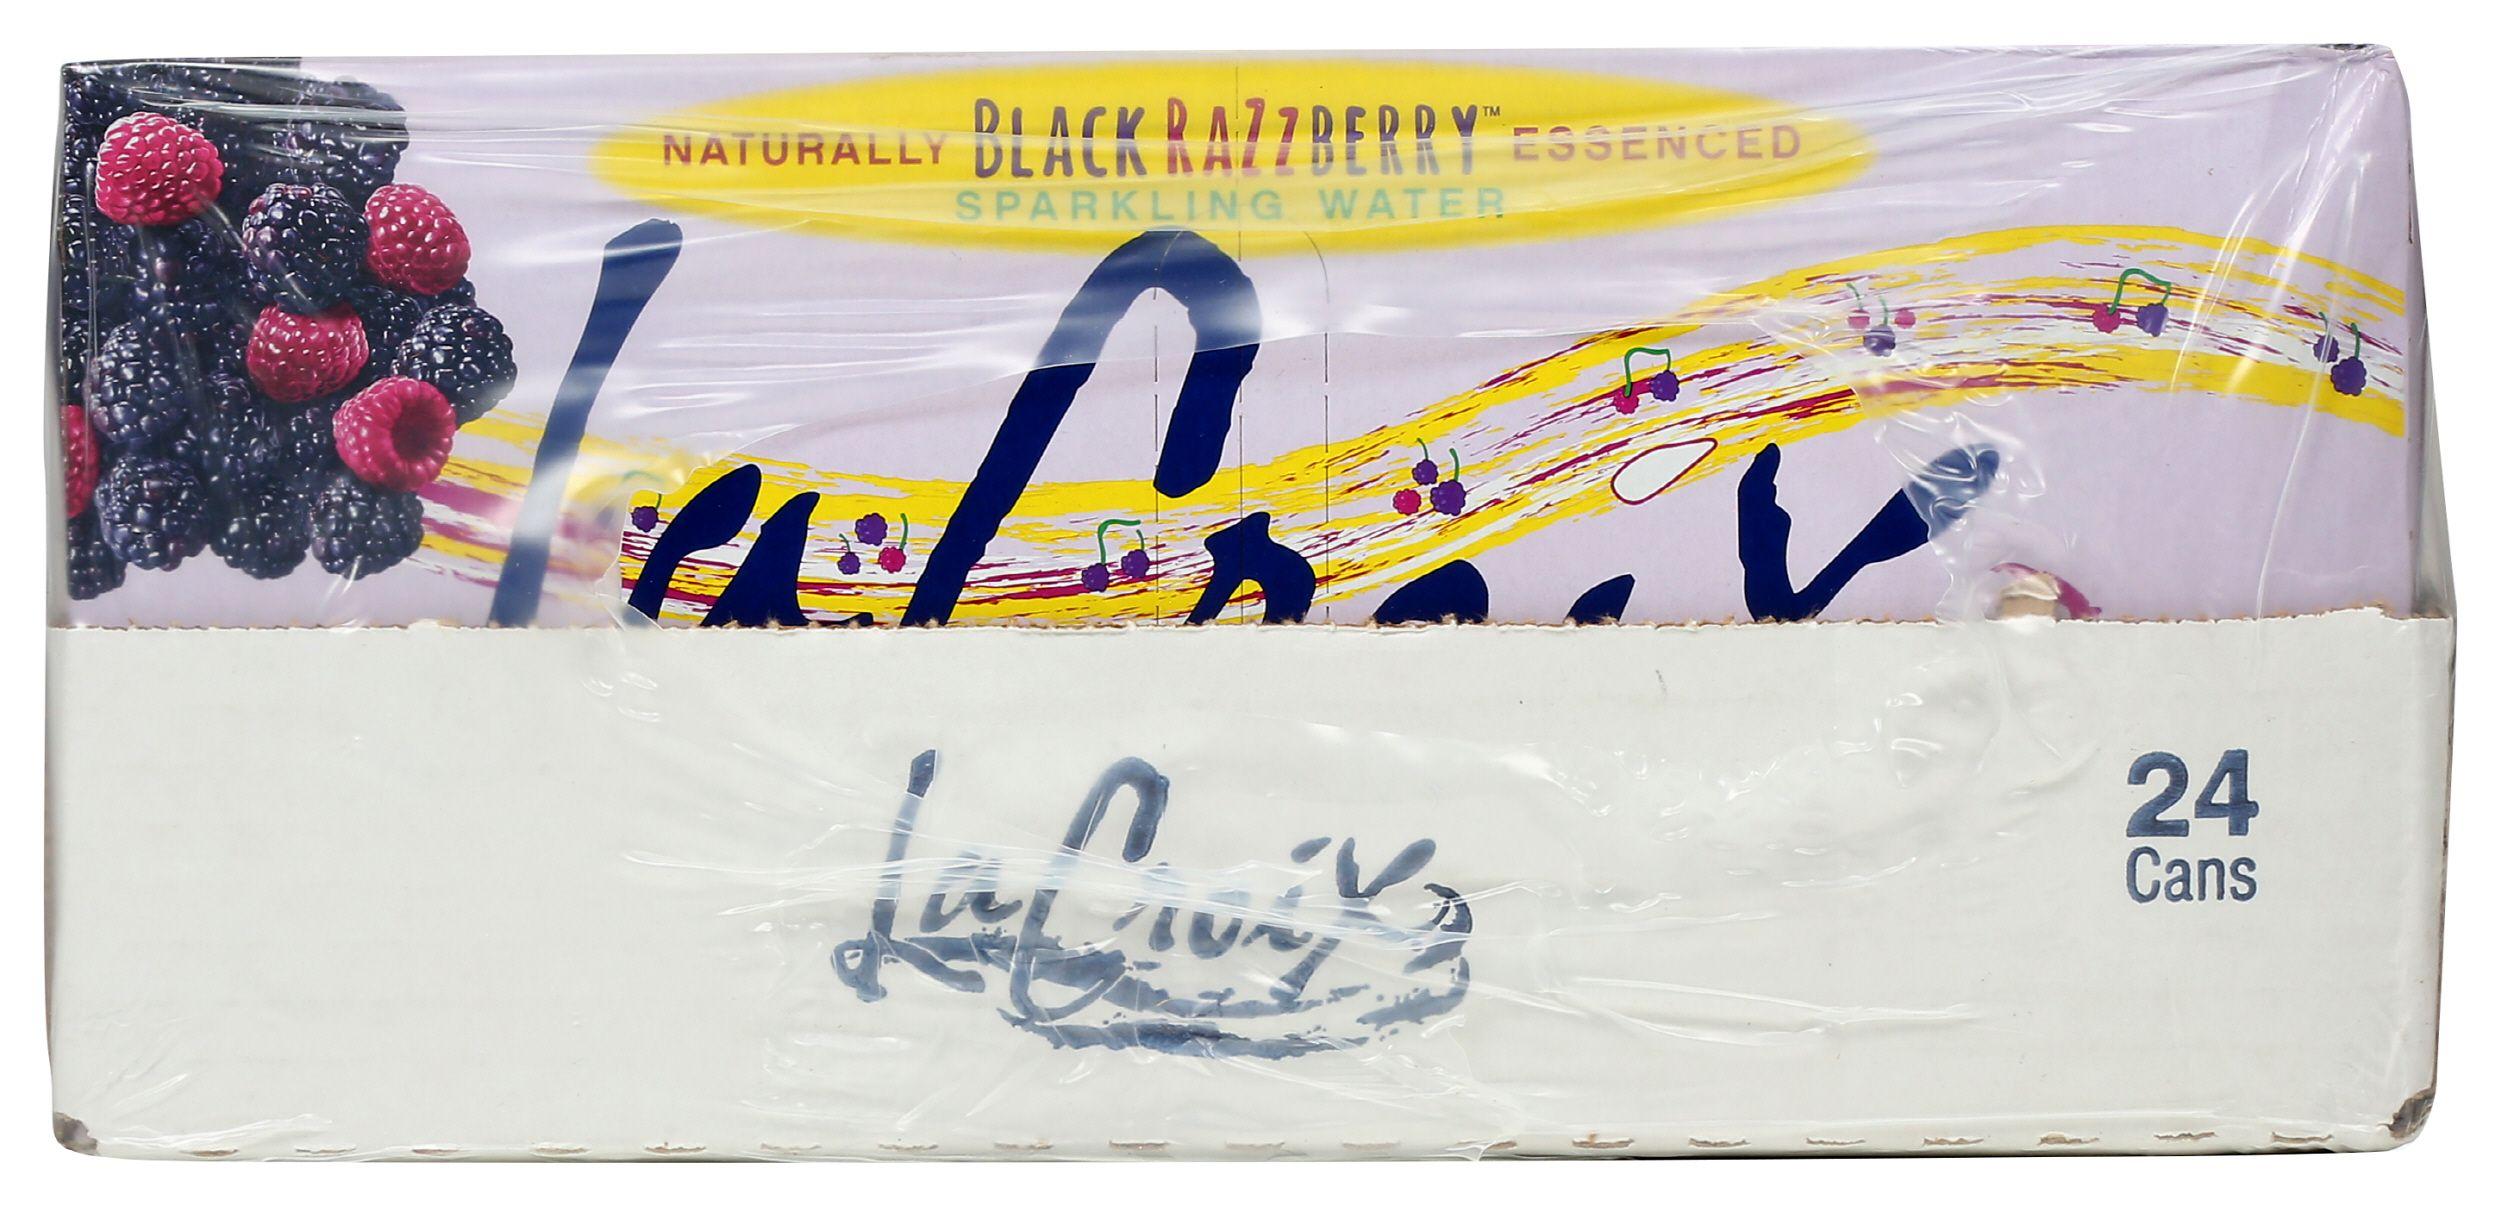 NATURALLY BLACK RAZZBERRY™ ESSENCED
SPARKLING WATER
LaCroix
LaCroix
24
Cans